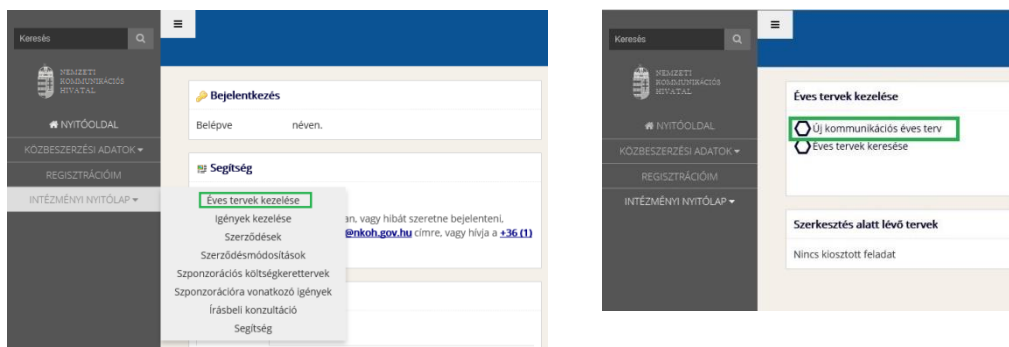 Keresés
NEMZETI
KOMMUNIKÁCIÓS
HIVATAL
NYITÓOLDAL
KÖZBESZERZÉSI ADATOK
REGISZTRÁCIÓIM
INTÉZMÉNYI NYITÓLAP
Bejelentkezés
Belépve néven.
Segítség
an, vagy hibát szeretne bejelenteni,
@nkoh.gov.hu címre, vagy hívja a +36 (1)
Éves tervek kezelése
Igények kezelése
Szerződések
Szerződésmódosítások
Szponzorációs költségkerettervek
Szponzorációra vonatkozó igények
Írásbeli konzultáció
Segítség
Keresés
NEMZETI
KOMMUNIKÁCIÓS
HIVATAL
NYITÓOLDAL
KÖZBESZERZÉSI ADATOK
REGISZTRÁCIÓIM
INTÉZMÉNYI NYITÓLAP
Éves tervek kezelése
Új kommunikációs éves terv
Éves tervek keresése
Szerkesztés alatt lévő tervek
Nincs kiosztott feladat